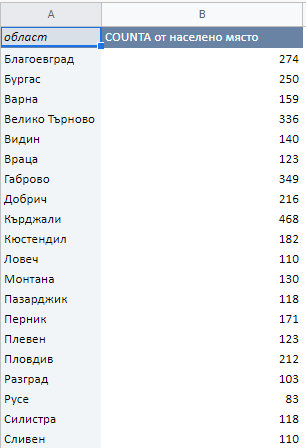 A B
област COUNTA от населено място
Благоевград 274
Бургас 250
Варна 159
Велико Търново 336
Видин 140
Враца 123
Габрово 349
Добрич 216
Кърджали 468
Кюстендил 182
Ловеч 110
Монтана 130
Пазарджик 118
Перник 171
Плевен 123
Пловдив 212
Разград 103
Русе 83
Силистра 118
Сливен 110